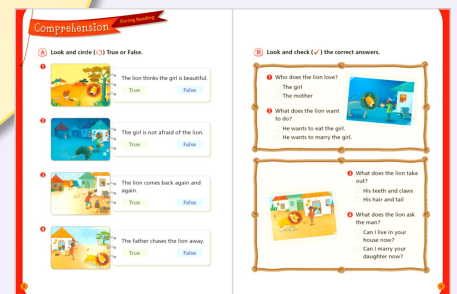 Comprehension
During Reading
A Look and circle ( ) True or False.
1
The lion thinks the girl is beautiful.
True False
2
The girl is not afraid of the lion.
True False
3
The lion comes back again and
again.
True False
4
The father chases the lion away.
True False
B Look and check (✓) the correct answers.
1 Who does the lion love?
The girl
The mother
2 What does the lion want
to do?
He wants to eat the girl.
He wants to marry the girl.
3 What does the lion take
out?
His teeth and claws
His hair and tail
4 What does the lion ask
the man?
Can I live in your
house now?
Can I marry your
daughter now?